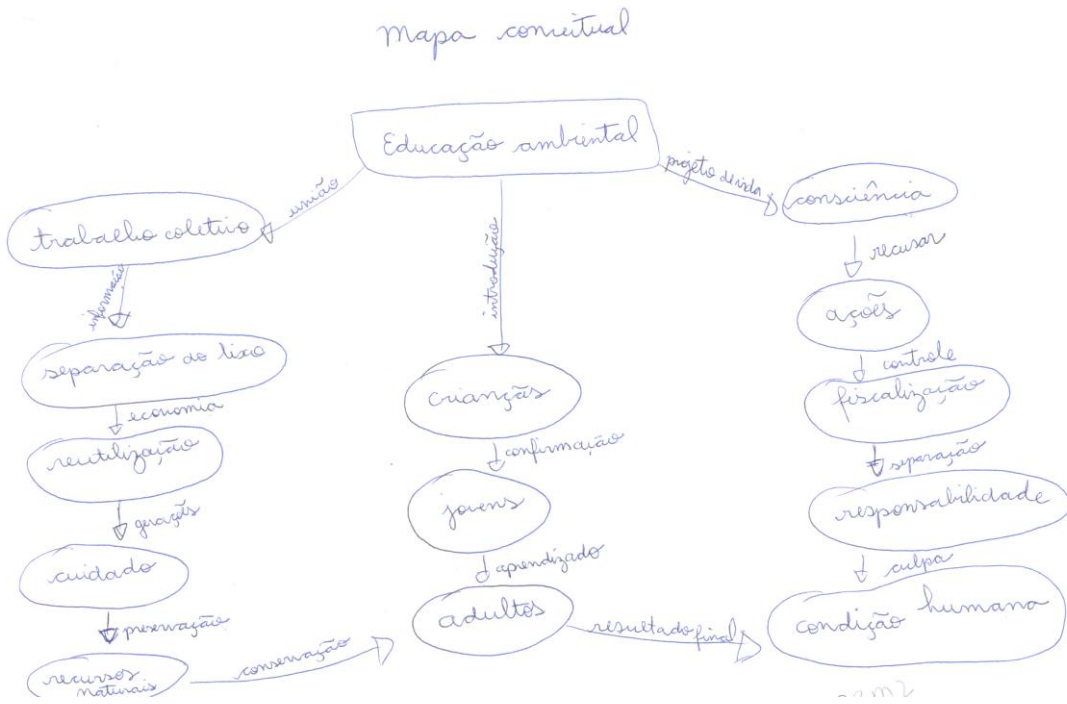 Mapa conceitual
Educação ambiental
união
trabalho coletivo
informação
separação do lixo
economia
reutilização
gerações
cuidado
preservação
recursos
naturais
conservação
introdução
crianças
confirmação
jovens
aprendizado
adultos
resultado final
projeto de vida
consciência
recusar
ações
controle
fiscalização
separação
responsabilidade
culpa
condição humana